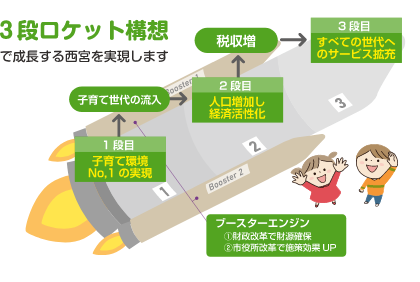 3段ロケット構想
で成長する西宮を実現します
3段目
すべての世代へ
のサービス拡充
税収増
2段目
人口増加し
経済活性化
子育て世代の流入
1段目
子育て環境
No,1の実現
Booster 1
1
2
3
Booster 2
ブースターエンジン
①財政改革で財源確保
②市役所改革で施策効果UP